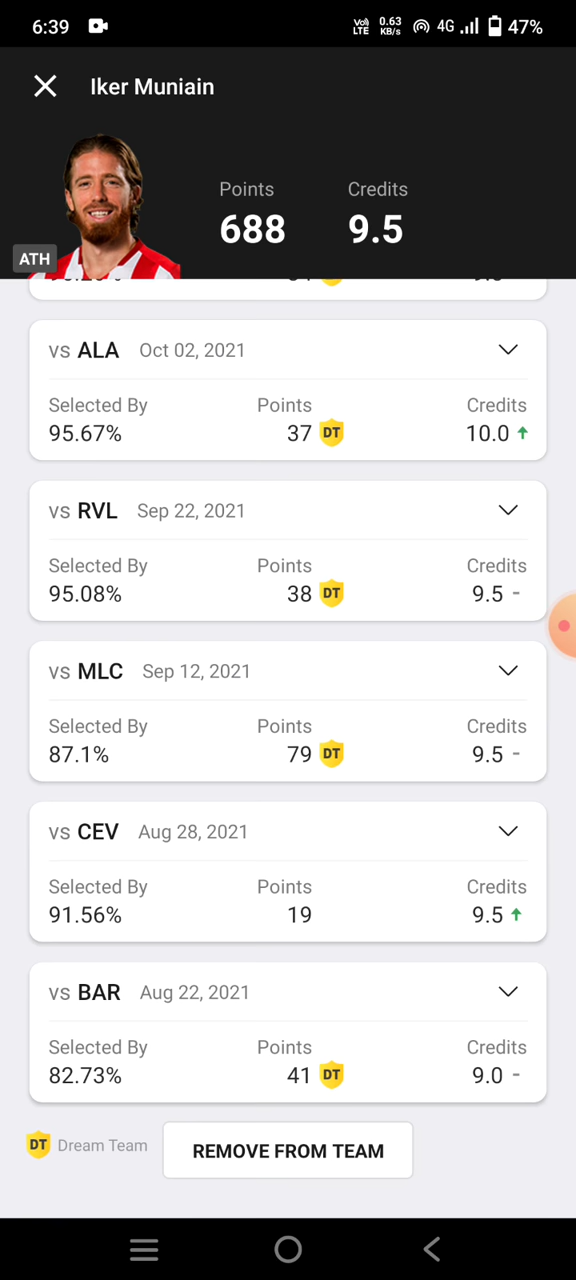 6:39 Vo) LTE 0.63 KB/s 4G 47%
Iker Muniain
Points Credits
688 9.5
ATH
vs ALA Oct 02, 2021
Selected By Points Credits
95.67% 37 DT 10.0
vs RVL Sep 22, 2021
Selected By Points Credits
95.08% 38 DT 9.5 -
vs MLC Sep 12, 2021
Selected By Points Credits
87.1% 79 DT 9.5 -
vs CEV Aug 28, 2021
Selected By Points Credits
91.56% 19 9.5
vs BAR Aug 22, 2021
Selected By Points Credits
82.73% 41 DT 9.0 -
DT Dream Team REMOVE FROM TEAM